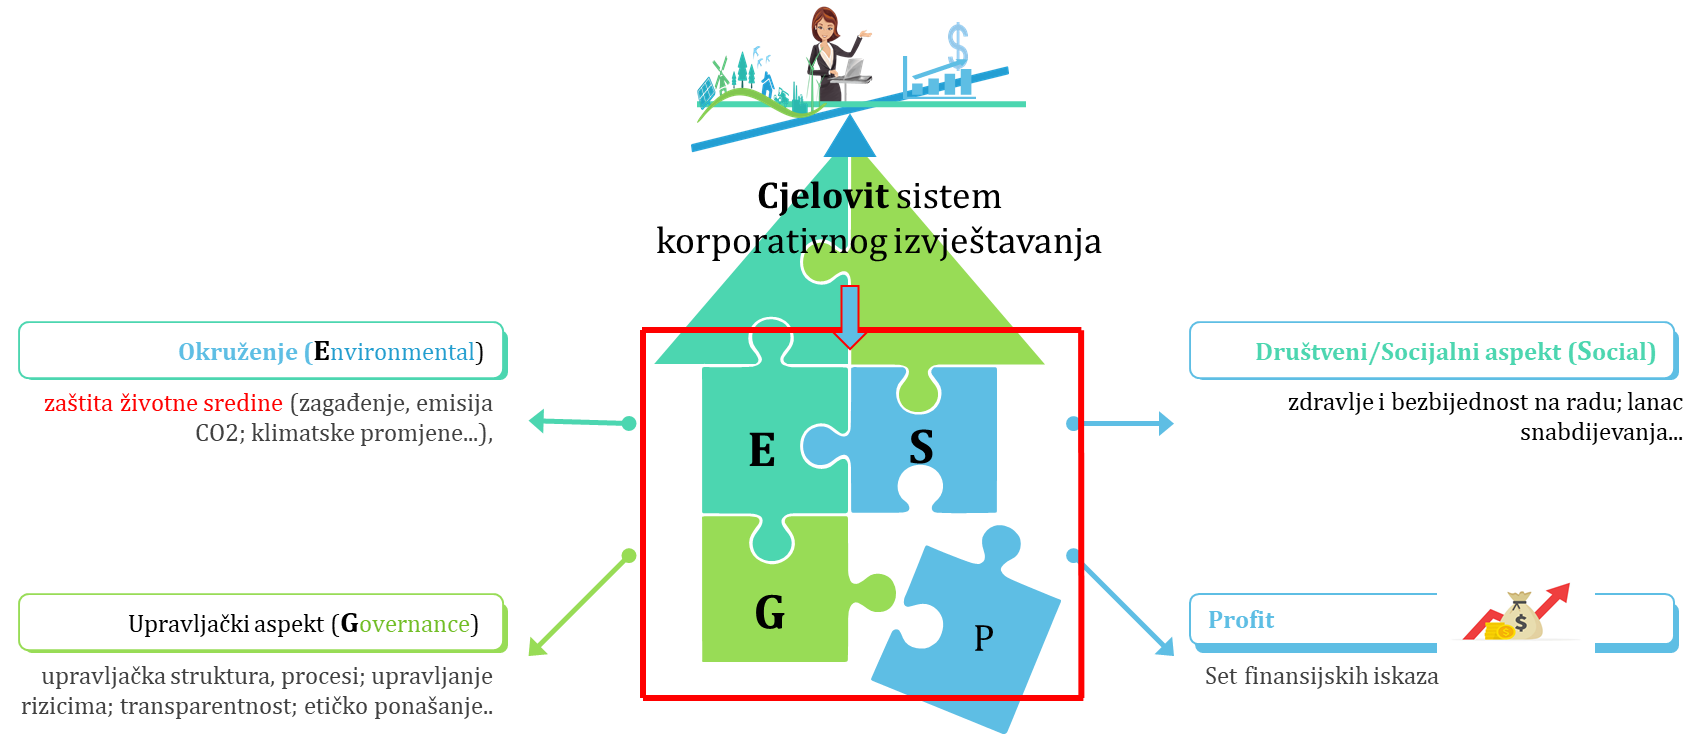 $
Cjelovit sistem
korporativnog izvještavanja
Okruženje (Environmental)
zaštita životne sredine (zagađenje, emisija
CO2; klimatske promjene...),
Društveni/Socijalni aspekt (Social)
zdravlje i bezbijednost na radu; lanac
snabdijevanja...
E
S
G
P
Upravljački aspekt (Governance)
upravljačka struktura, procesi; upravljanje
rizicima; transparentnost; etičko ponašanje..
Profit
$
$
Set finansijskih iskaza